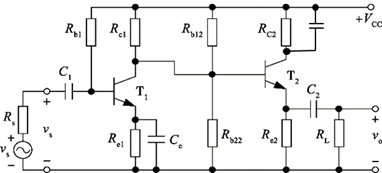 R_b1 R_c1 R_b12 R_C2 +V_CC
C_1 T_1 T_2 C_2
R_s v_s v_s R_e1 C_e R_b22 R_e2 R_L v_o